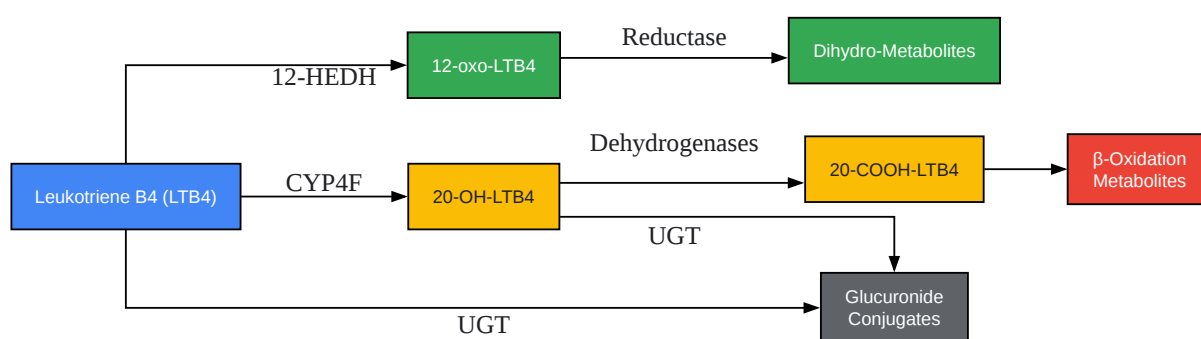 Reductase
12-oxo-LTB4
Dihydro-Metabolites
12-HEDH
Dehydrogenases
Leukotriene B4 (LTB4)
CYP4F
20-OH-LTB4
20-COOH-LTB4
β-Oxidation
Metabolites
UGT
Glucuronide
Conjugates
UGT